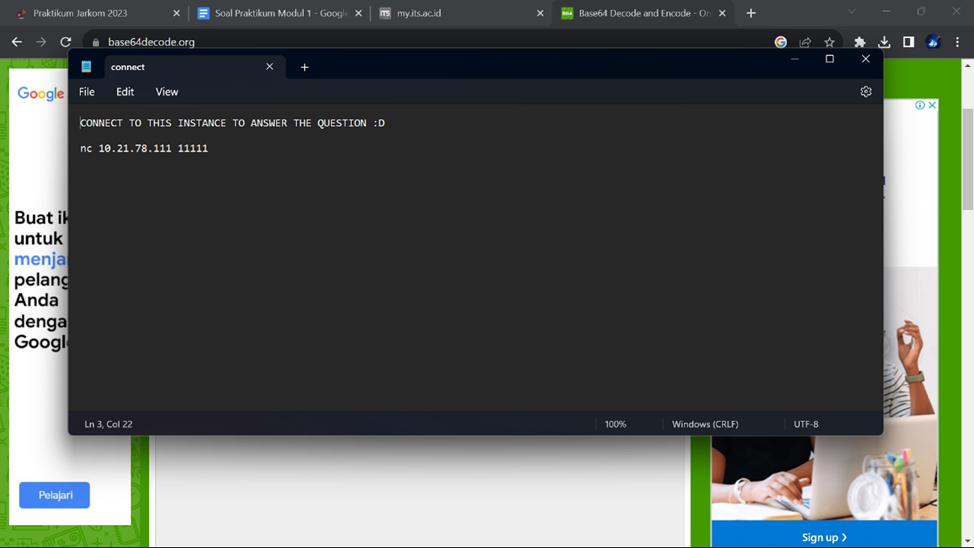 Praktikum Jarkom 2023
Soal Praktikum Modul 1 - Google
my.its.ac.id
Base64 Decode and Encode - On
base64decode.org
connect
File Edit View
CONNECT TO THIS INSTANCE TO ANSWER THE QUESTION :D
nc 10.21.78.111 11111
Ln 3, Col 22
100%
Windows (CRLF)
UTF-8
Google
Buat ik
untuk
menja
pelang
Anda
denga
Google
Pelajari
Sign up